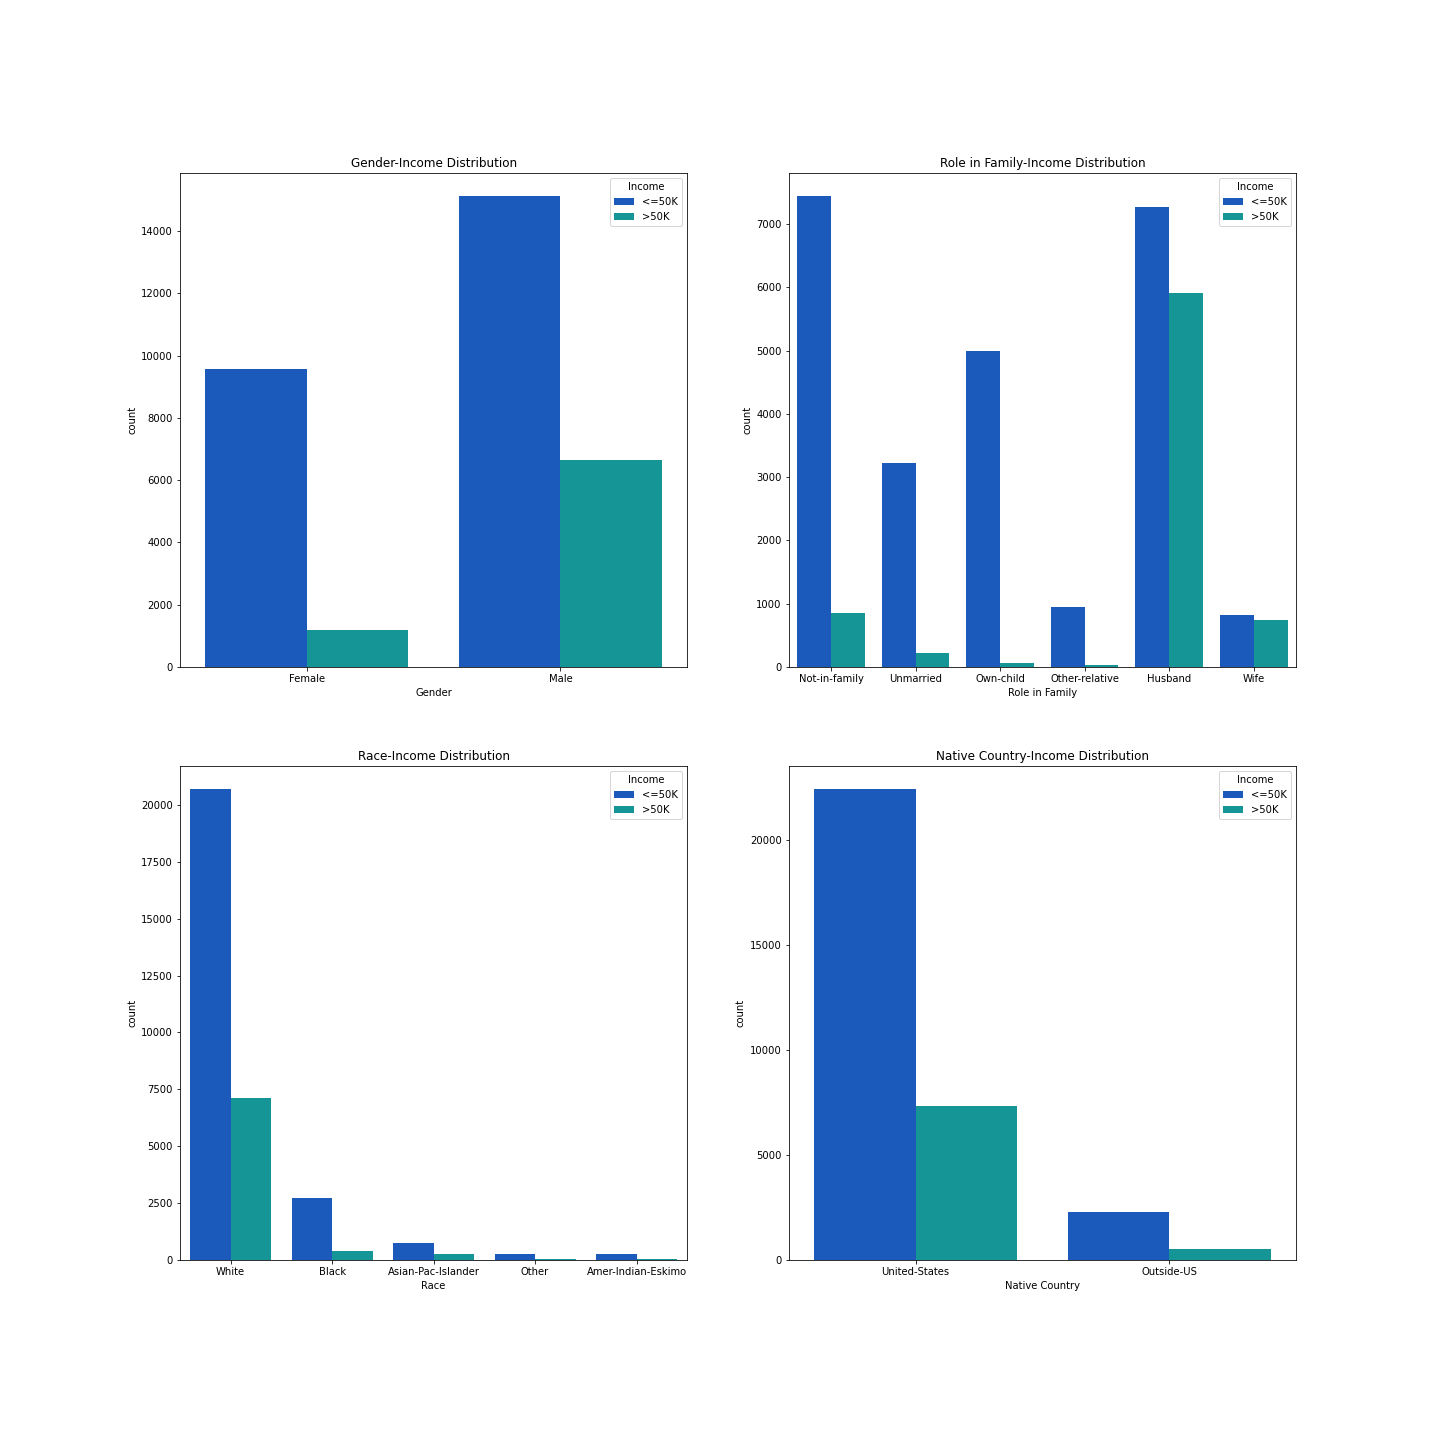 Gender-Income Distribution
Income
<=50K
>50K
14000
12000
10000
8000
6000
4000
2000
0
count
Female
Male
Gender
Role in Family-Income Distribution
Income
<=50K
>50K
7000
6000
5000
4000
3000
2000
1000
0
count
Not-in-family
Unmarried
Own-child
Other-relative
Husband
Wife
Role in Family
Race-Income Distribution
Income
<=50K
>50K
20000
17500
15000
12500
10000
7500
5000
2500
0
count
White
Black
Asian-Pac-Islander
Other
Amer-Indian-Eskimo
Race
Native Country-Income Distribution
Income
<=50K
>50K
20000
15000
10000
5000
0
count
United-States
Outside-US
Native Country